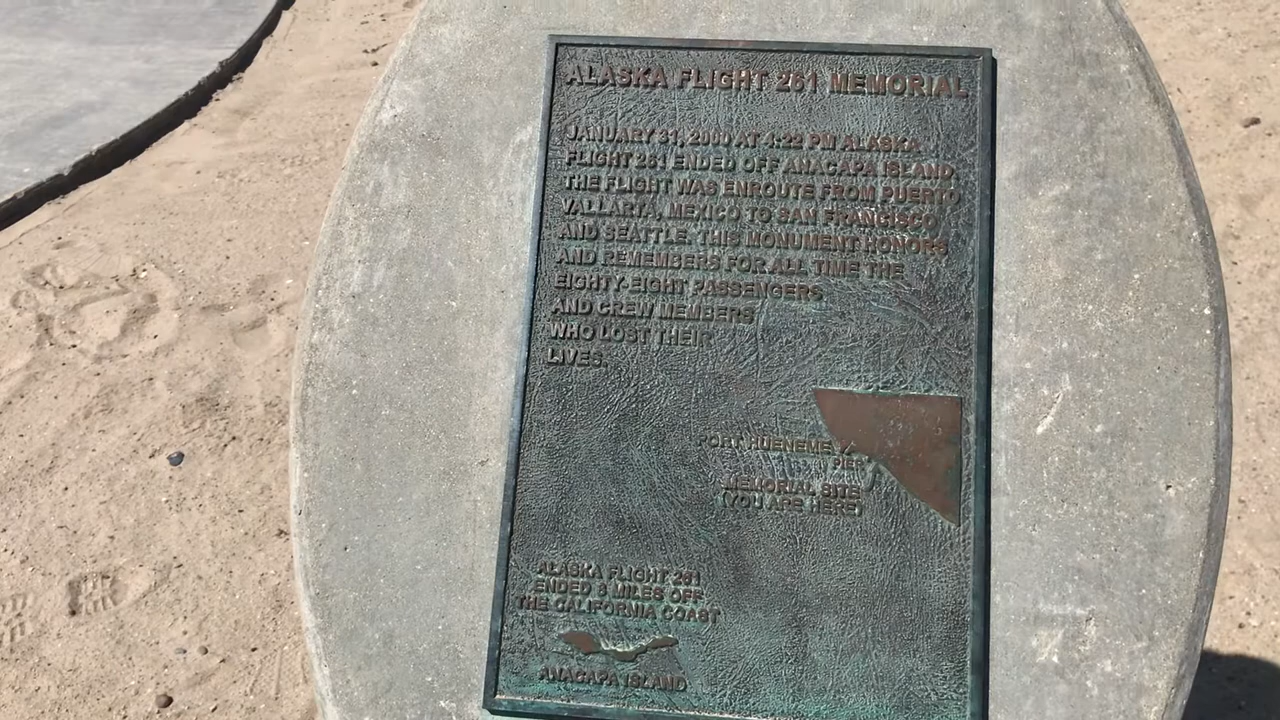 ALASKA FLIGHT 261 MEMORIAL
JANUARY 31, 2000 AT 4:22 PM ALASKA
FLIGHT 261 ENDED OFF ANACAPA ISLAND
THE FLIGHT WAS ENROUTE FROM PUERTO
VALLARTA, MEXICO TO SAN FRANCISCO
AND SEATTLE. THIS MONUMENT HONORS
AND REMEMBERS FOR ALL TIME THE
EIGHTY-EIGHT PASSENGERS
AND CREW MEMBERS
WHO LOST THEIR
LIVES.
PORT HUENEME
PIER
MEMORIAL SITE
(YOU ARE HERE)
ALASKA FLIGHT 261
ENDED 8 MILES OFF
THE CALIFORNIA COAST
ANACAPA ISLAND